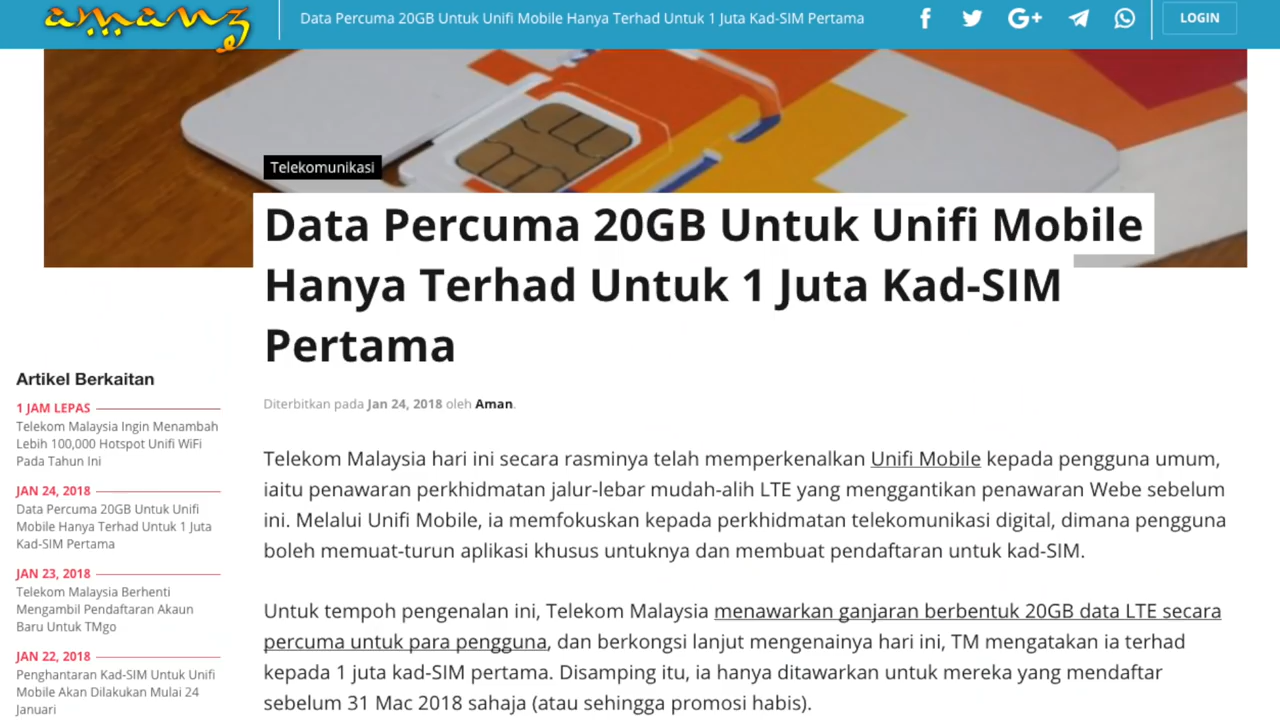 amanz
Data Percuma 20GB Untuk Unifi Mobile Hanya Terhad Untuk 1 Juta Kad-SIM Pertama
LOGIN
Telekomunikasi
Data Percuma 20GB Untuk Unifi Mobile
Hanya Terhad Untuk 1 Juta Kad-SIM
Pertama
Diterbitkan pada Jan 24, 2018 oleh Aman.
Telekom Malaysia hari ini secara rasminya telah memperkenalkan Unifi Mobile kepada pengguna umum,
iaitu penawaran perkhidmatan jalur-lebar mudah-alih LTE yang menggantikan penawaran Webe sebelum
ini. Melalui Unifi Mobile, ia memfokuskan kepada perkhidmatan telekomunikasi digital, dimana pengguna
boleh memuat-turun aplikasi khusus untuknya dan membuat pendaftaran untuk kad-SIM.
Untuk tempoh pengenalan ini, Telekom Malaysia menawarkan ganjaran berbentuk 20GB data LTE secara
percuma untuk para pengguna, dan berkongsi lanjut mengenainya hari ini, TM mengatakan ia terhad
kepada 1 juta kad-SIM pertama. Disamping itu, ia hanya ditawarkan untuk mereka yang mendaftar
sebelum 31 Mac 2018 sahaja (atau sehingga promosi habis).
Artikel Berkaitan
1 JAM LEPAS
Telekom Malaysia Ingin Menambah
Lebih 100,000 Hotspot Unifi WiFi
Pada Tahun Ini
JAN 24, 2018
Data Percuma 20GB Untuk Unifi
Mobile Hanya Terhad Untuk 1 Juta
Kad-SIM Pertama
JAN 23, 2018
Telekom Malaysia Berhenti
Mengambil Pendaftaran Akaun
Baru Untuk TMgo
JAN 22, 2018
Penghantaran Kad-SIM Untuk Unifi
Mobile Akan Dilakukan Mulai 24
Januari